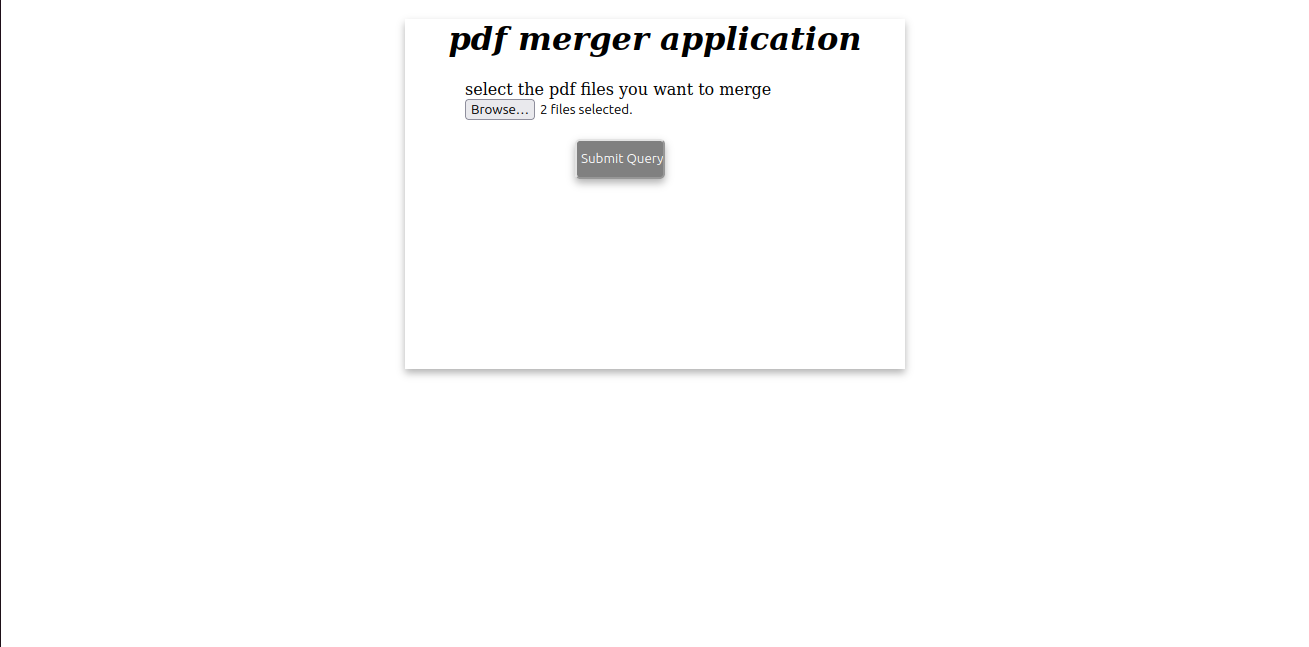 pdf merger application
select the pdf files you want to merge
Browse... 2 files selected.
Submit Query